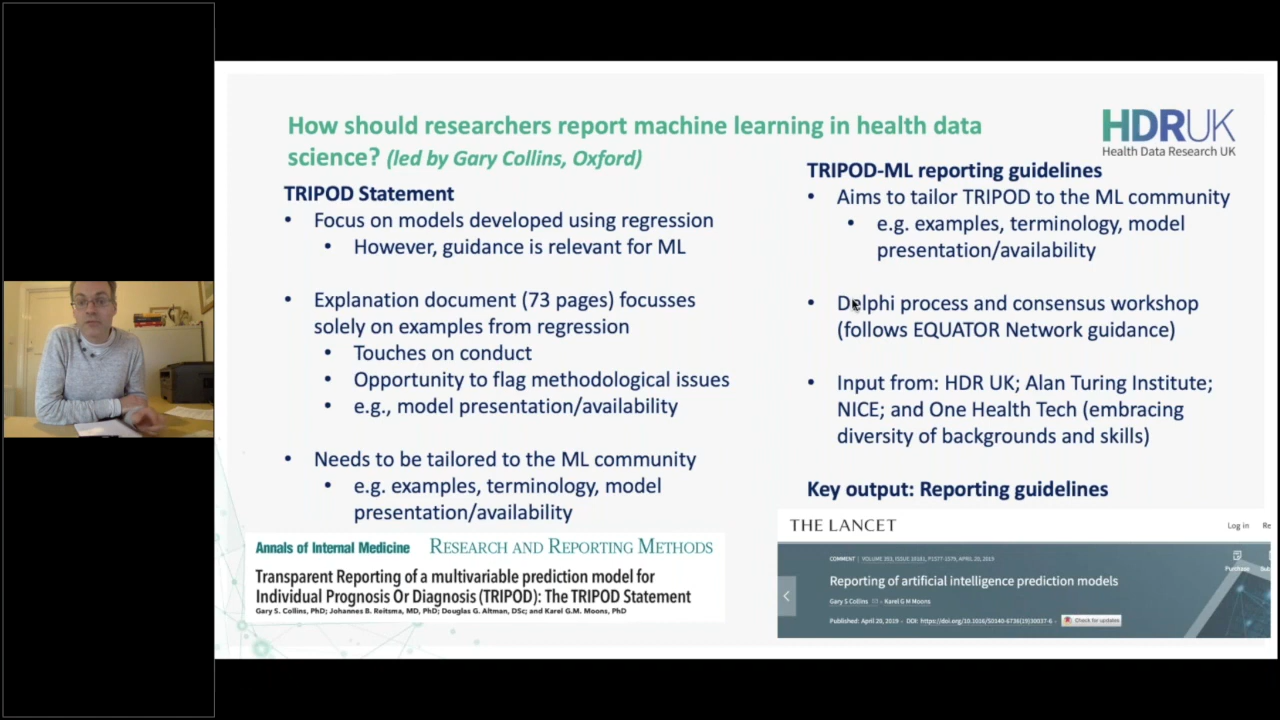 How should researchers report machine learning in health data
science? (led by Gary Collins, Oxford)
HDRUK
Health Data Research UK
TRIPOD Statement
• Focus on models developed using regression
• However, guidance is relevant for ML
• Explanation document (73 pages) focusses
solely on examples from regression
• Touches on conduct
• Opportunity to flag methodological issues
• e.g., model presentation/availability
• Needs to be tailored to the ML community
• e.g. examples, terminology, model
presentation/availability
Annals of Internal Medicine RESEARCH AND REPORTING METHODS
Transparent Reporting of a multivariable prediction model for
Individual Prognosis Or Diagnosis (TRIPOD): The TRIPOD Statement
Gary S. Collins, PhD; Johannes B. Reitsma, MD, PhD; Douglas G. Altman, DSc; and Karel G.M. Moons, PhD
TRIPOD-ML reporting guidelines
• Aims to tailor TRIPOD to the ML community
• e.g. examples, terminology, model
presentation/availability
• Delphi process and consensus workshop
(follows EQUATOR Network guidance)
• Input from: HDR UK; Alan Turing Institute;
NICE; and One Health Tech (embracing
diversity of backgrounds and skills)
Key output: Reporting guidelines
THE LANCET
Log in Re
COMMENT | VOLUME 393, ISSUE 10181, P1577-1579, APRIL 20, 2019
Purchase Sub
Reporting of artificial intelligence prediction models
Gary S Collins • Karel G M Moons
Published: April 20, 2019 • DOI: https://doi.org/10.1016/S0140-6736(19)30037-6 • Check for updates